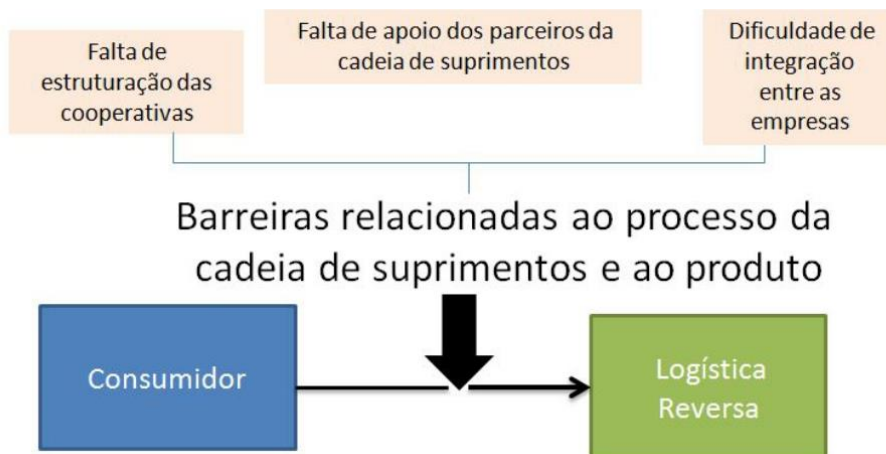 Falta de
estruturação das
cooperativas
Falta de apoio dos parceiros da
cadeia de suprimentos
Dificuldade de
integração
entre as
empresas
Barreiras relacionadas ao processo da
cadeia de suprimentos e ao produto
Consumidor
Logística
Reversa